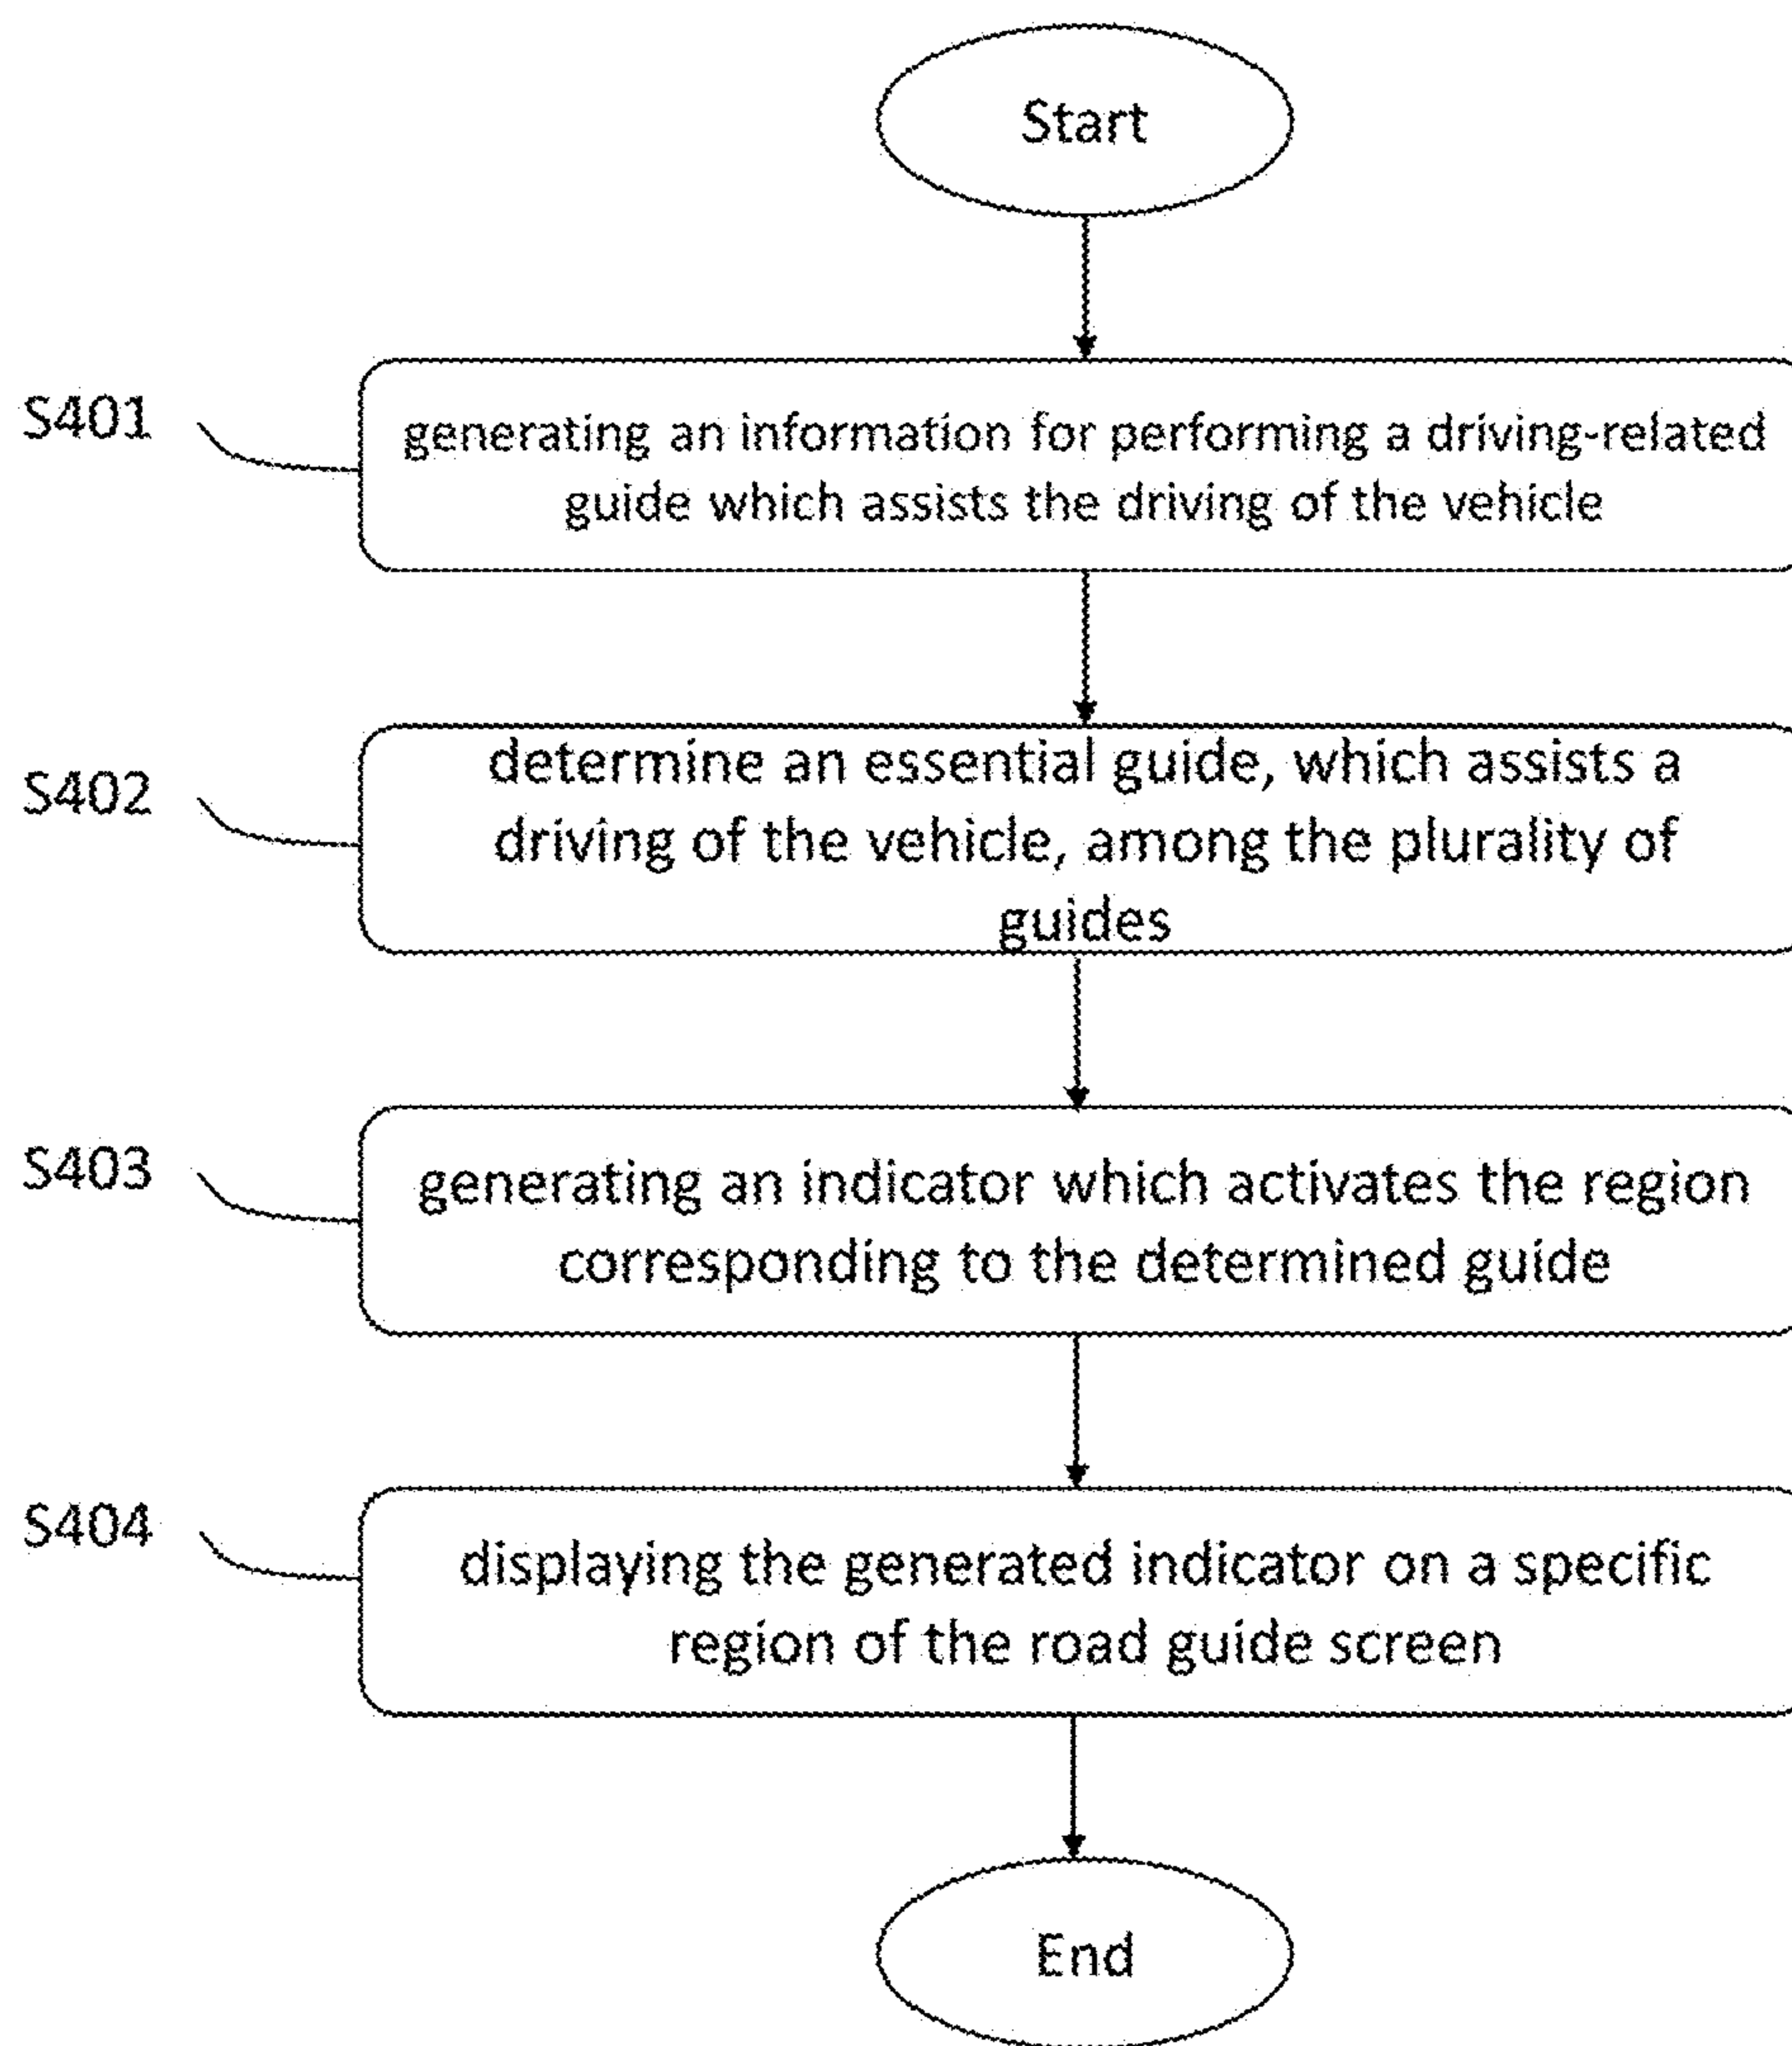 Start
S401
generating an information for performing a driving-related
guide which assists the driving of the vehicle
S402
determine an essential guide, which assists a
driving of the vehicle, among the plurality of
guides
S403
generating an indicator which activates the region
corresponding to the determined guide
S404
displaying the generated indicator on a specific
region of the road guide screen
End